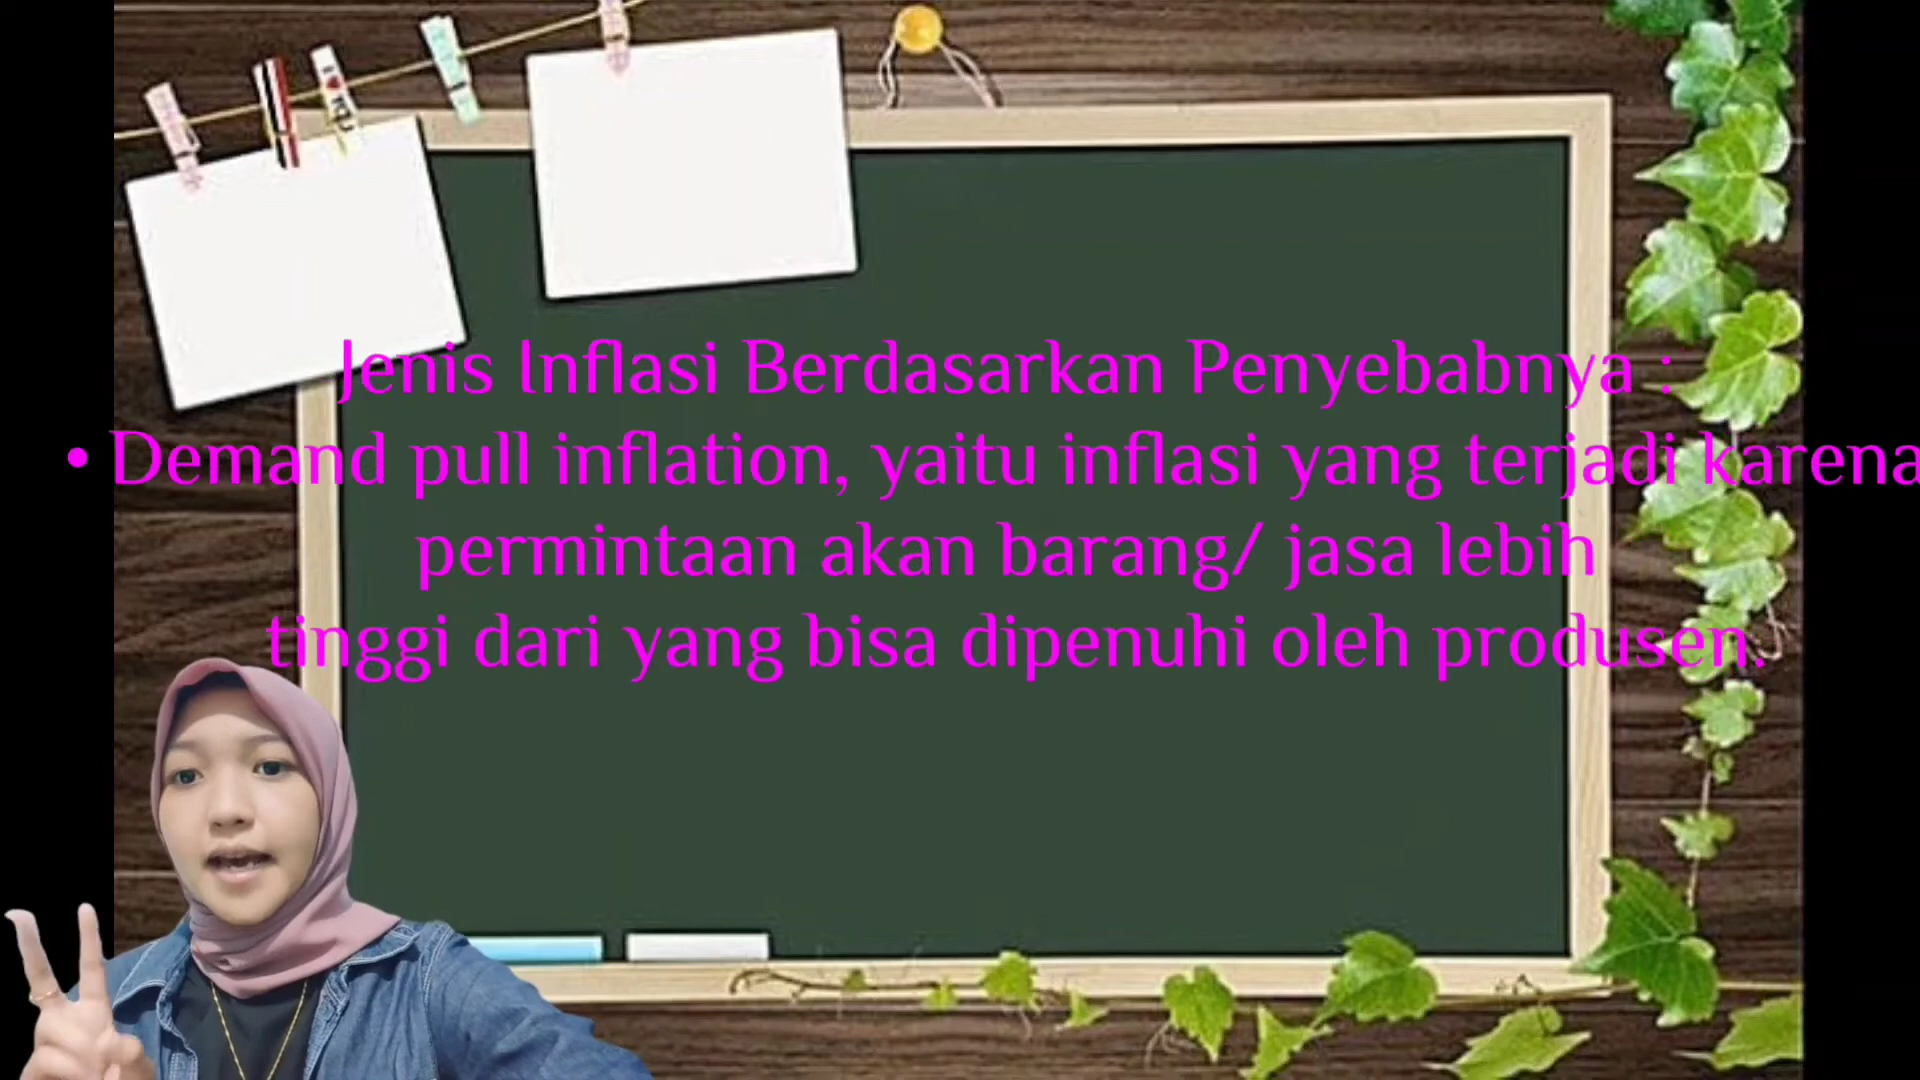 Jenis Inflasi Berdasarkan Penyebabnya :
• Demand pull inflation, yaitu inflasi yang terjadi karena
permintaan akan barang/ jasa lebih
tinggi dari yang bisa dipenuhi oleh produsen.